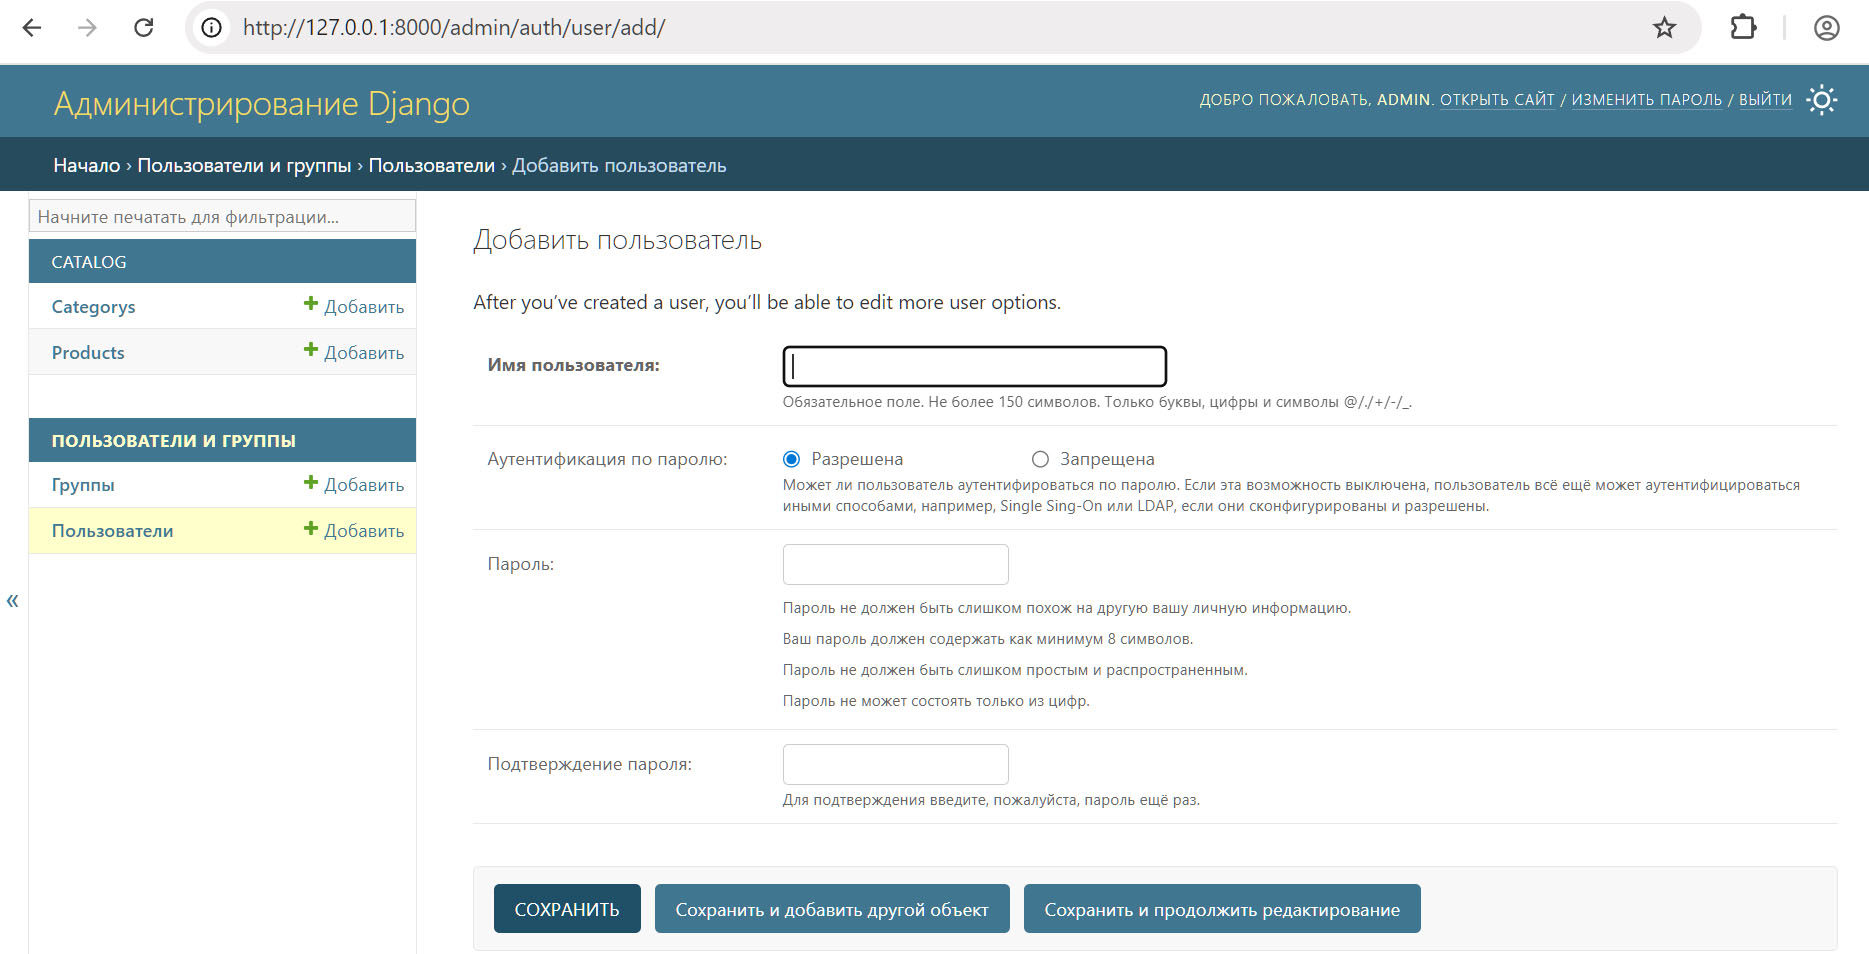 http://127.0.0.1:8000/admin/auth/user/add/
Администрирование Django
ДОБРО ПОЖАЛОВАТЬ, ADMIN. ОТКРЫТЬ САЙТ / ИЗМЕНИТЬ ПАРОЛЬ / ВЫЙТИ
Начало › Пользователи и группы › Пользователи › Добавить пользователь
Начните печатать для фильтрации...
CATALOG
Categorys + Добавить
Products + Добавить
ПОЛЬЗОВАТЕЛИ И ГРУППЫ
Группы + Добавить
Пользователи + Добавить
«
Добавить пользователь
After you’ve created a user, you’ll be able to edit more user options.
Имя пользователя:
Обязательное поле. Не более 150 символов. Только буквы, цифры и символы @/./+/-/_.
Аутентификация по паролю: Разрешена Запрещена
Может ли пользователь аутентифироваться по паролю. Если эта возможность выключена, пользователь всё ещё может аутентифицироваться
иными способами, например, Single Sing-On или LDAP, если они сконфигурированы и разрешены.
Пароль:
Пароль не должен быть слишком похож на другую вашу личную информацию.
Ваш пароль должен содержать как минимум 8 символов.
Пароль не должен быть слишком простым и распространенным.
Пароль не может состоять только из цифр.
Подтверждение пароля:
Для подтверждения введите, пожалуйста, пароль ещё раз.
СОХРАНИТЬ Сохранить и добавить другой объект Сохранить и продолжить редактирование